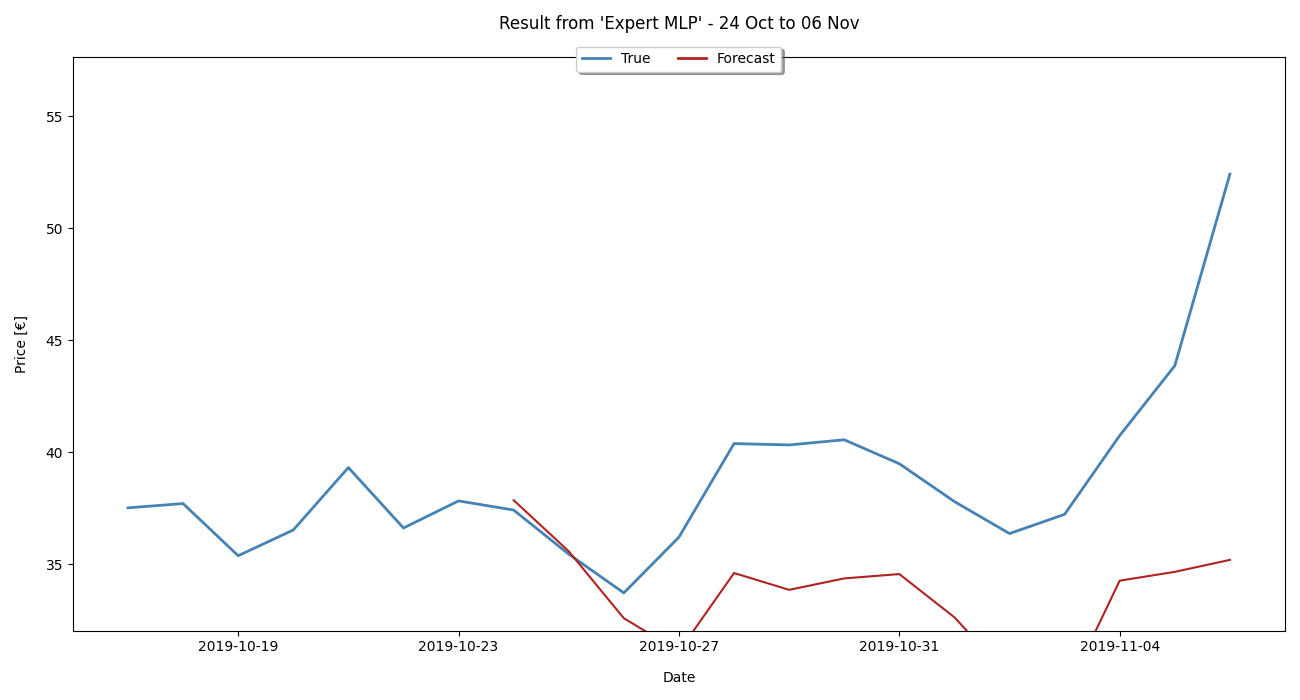 Result from 'Expert MLP' - 24 Oct to 06 Nov
True Forecast
55
50
45
40
35
Price [€]
2019-10-19 2019-10-23 2019-10-27 2019-10-31 2019-11-04
Date